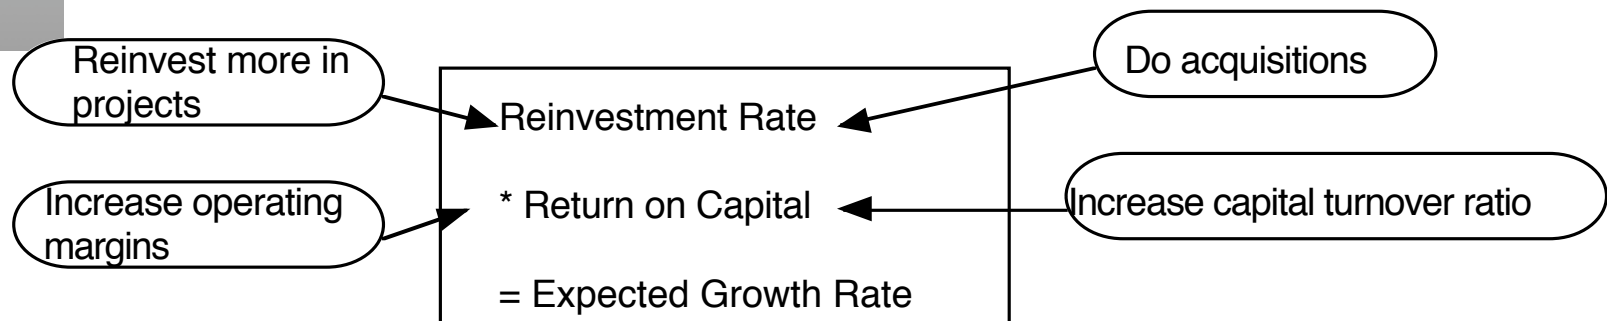 Reinvest more in
projects
Do acquisitions
Reinvestment Rate
Increase operating
margins
* Return on Capital
Increase capital turnover ratio
= Expected Growth Rate